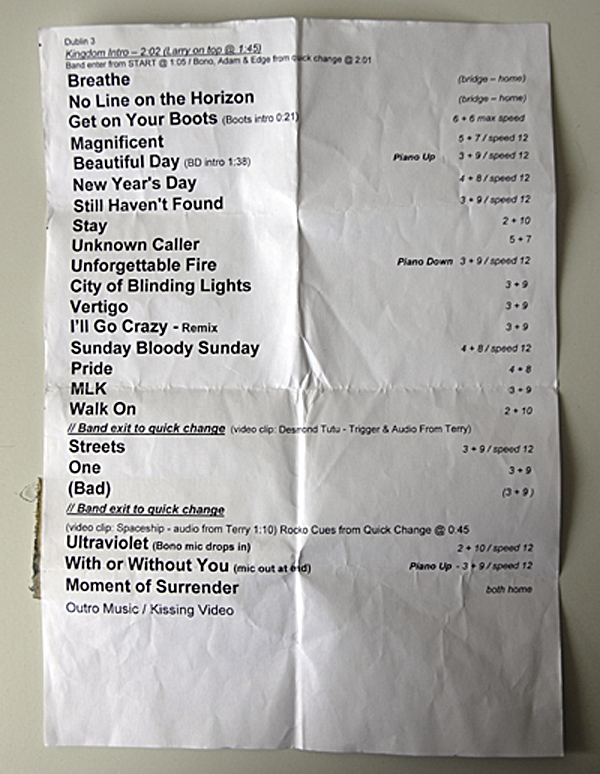 Dublin 3
Kingdom Intro – 2:02 (Larry on top @ 1:45)
Band enter from START @ 1:05 / Bono, Adam & Edge from quick change @ 2:01
Breathe (bridge – home)
No Line on the Horizon (bridge – home)
Get on Your Boots (Boots intro 0:21) 6 + 6 max speed
Magnificent 5 + 7 / speed 12
Beautiful Day (BD intro 1:38) Piano Up 3 + 9 / speed 12
New Year's Day 4 + 8 / speed 12
Still Haven't Found 3 + 9 / speed 12
Stay 2 + 10
Unknown Caller 5 + 7
Unforgettable Fire Piano Down 3 + 9 / speed 12
City of Blinding Lights 3 + 9
Vertigo 3 + 9
I'll Go Crazy - Remix 3 + 9
Sunday Bloody Sunday 4 + 8 / speed 12
Pride 4 + 8
MLK 3 + 9
Walk On 2 + 10
// Band exit to quick change (video clip: Desmond Tutu - Trigger & Audio From Terry)
Streets 3 + 9 / speed 12
One 3 + 9
(Bad) (3 + 9)
// Band exit to quick change
(video clip: Spaceship - audio from Terry 1:10) Rocko Cues from Quick Change @ 0:45
Ultraviolet (Bono mic drops in) 2 + 10 / speed 12
With or Without You (mic out at end) Piano Up - 3 + 9 / speed 12
Moment of Surrender both home
Outro Music / Kissing Video